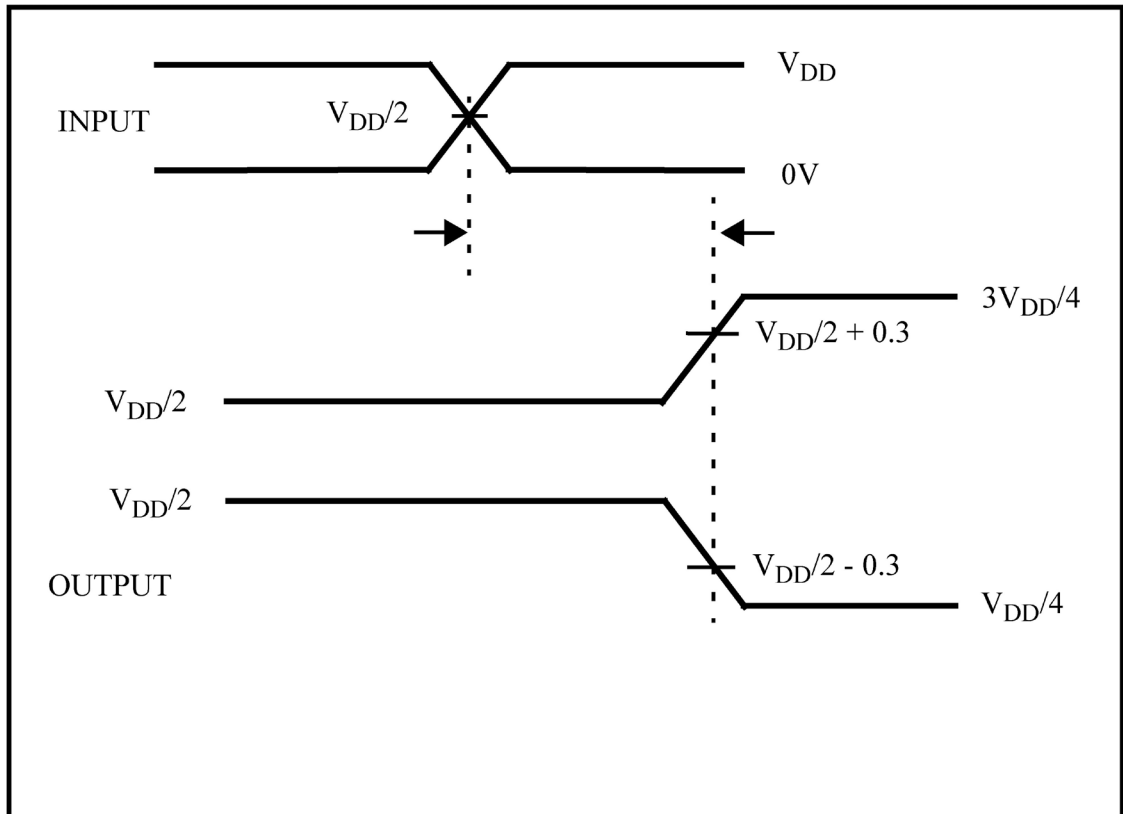 V_DD
INPUT
V_DD/2
0V
3V_DD/4
V_DD/2 + 0.3
V_DD/2
V_DD/2
V_DD/2 - 0.3
OUTPUT
V_DD/4